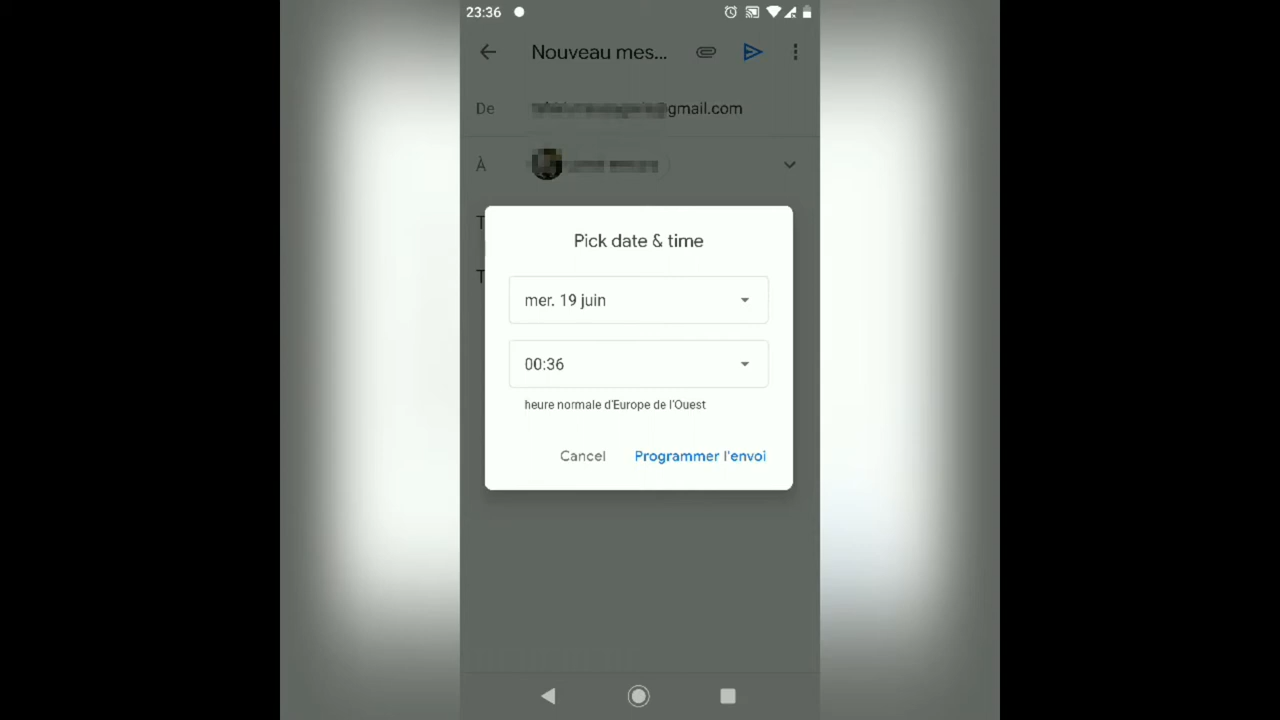 23:36
Nouveau mes...
De @gmail.com
À
T
T
Pick date & time
mer. 19 juin
00:36
heure normale d'Europe de l'Ouest
Cancel Programmer l'envoi